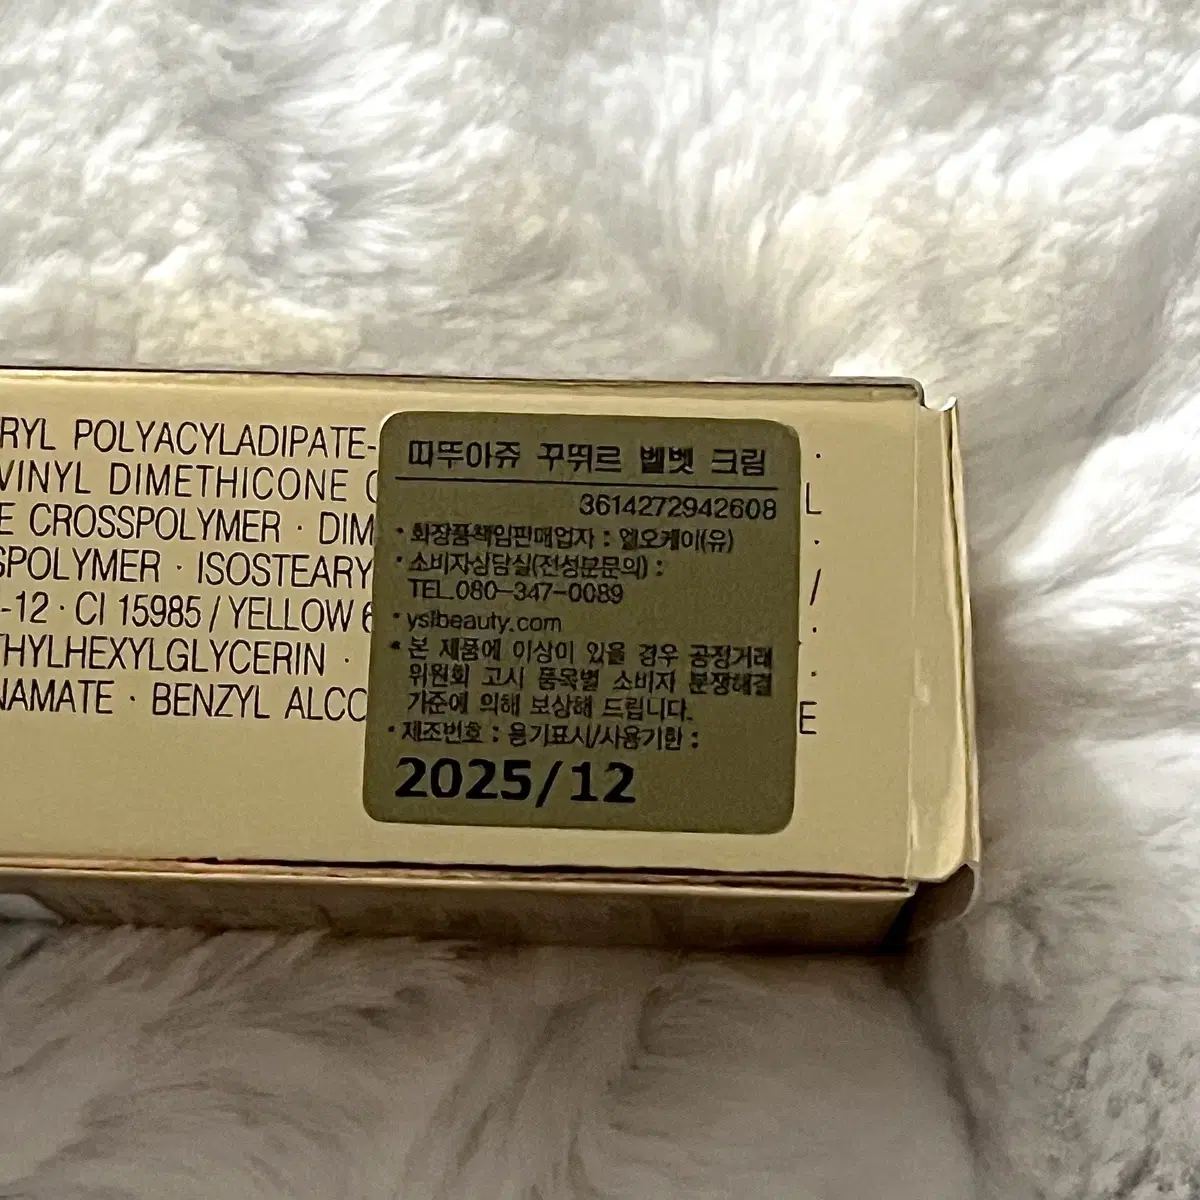 RYL POLYACYLADIPATE-
VINYL DIMETHICONE
E CROSSPOLYMER · DIM
SPOLYMER · ISOSTEARY
-12 · CI 15985 / YELLOW 6
THYLHEXYLGLYCERIN ·
NAMATE · BENZYL ALCO
L
/
E
따뚜아쥬 꾸뛰르 벨벳 크림
3614272942608
· 화장품책임판매업자 : 엘오케이(유)
· 소비자상담실(전성분문의) :
TEL.080-347-0089
· yslbeauty.com
· 본 제품에 이상이 있을 경우 공정거래
위원회 고시 품목별 소비자 분쟁해결
기준에 의해 보상해 드립니다.
· 제조번호 : 용기표시/사용기한 :
2025/12